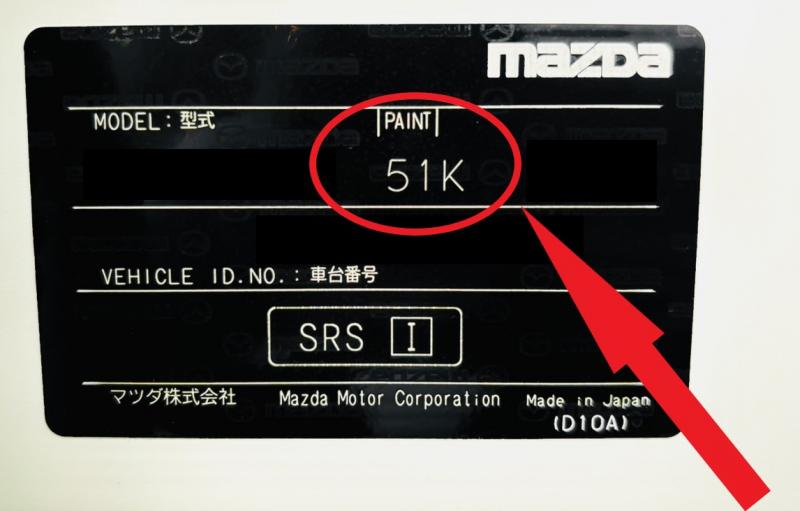 mazda
MODEL : 型式 PAINT
51K
VEHICLE ID.NO. : 車台番号
SRS I
マツダ株式会社 Mazda Motor Corporation Made in Japan
(D10A)